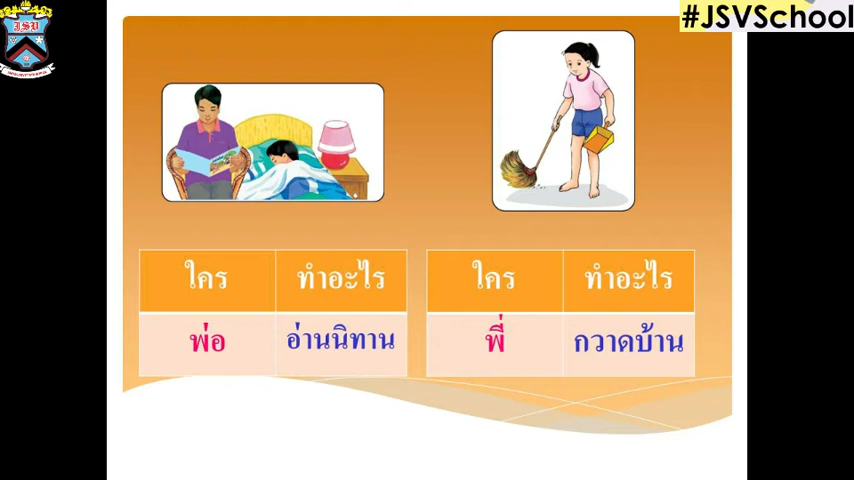 JSV
#JSVSchool
ใคร ทำอะไร
พ่อ อ่านนิทาน
ใคร ทำอะไร
พี่ กวาดบ้าน